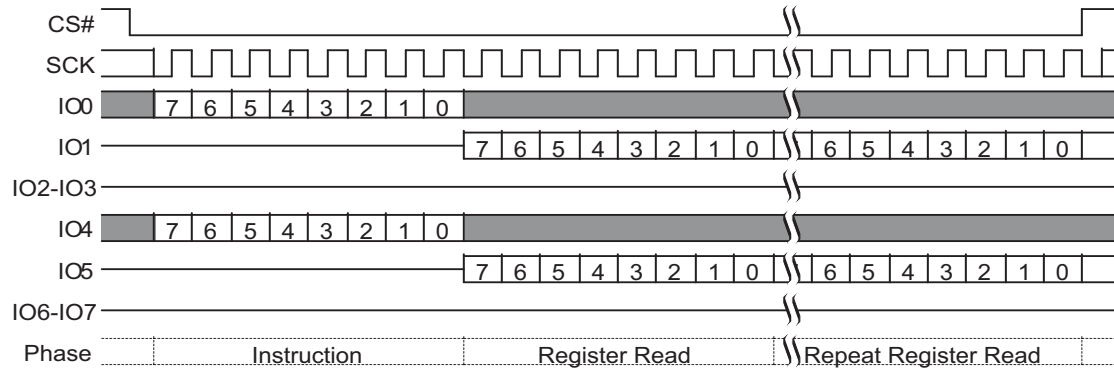 CS#
SCK
IO0 7 6 5 4 3 2 1 0
IO1 7 6 5 4 3 2 1 0 6 5 4 3 2 1 0
IO2-IO3
IO4 7 6 5 4 3 2 1 0
IO5 7 6 5 4 3 2 1 0 6 5 4 3 2 1 0
IO6-IO7
Phase Instruction Register Read Repeat Register Read